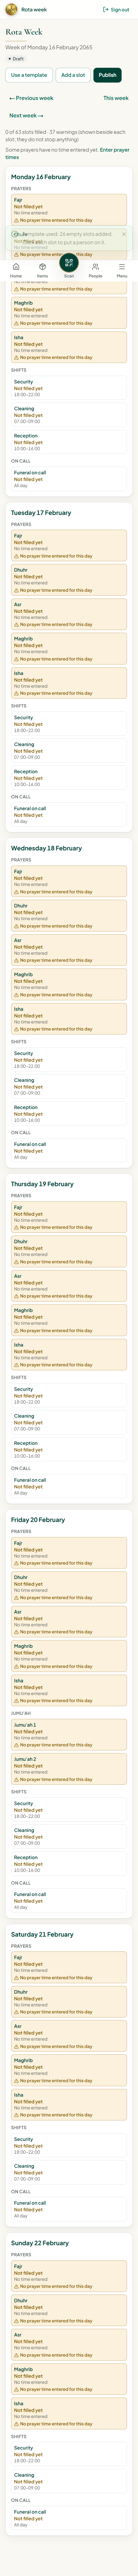 Rota week
Sign out
Rota Week
Week of Monday 16 February 2065
Draft
Use a template
Add a slot
Publish
← Previous week
This week
Next week →
0 of 63 slots filled · 37 warnings (shown beside each entry; they do not stop anything)
Some prayers have no prayer time entered yet. Enter prayer times
Monday 16 February
PRAYERS
Fajr
Not filled yet
No time entered
No prayer time entered for this day
Template used: 
empty slots added
slot to put a person on it.
Home
Items
Scan
People
Menu
No prayer time entered for this day
Maghrib
Not filled yet
No time entered
No prayer time entered for this day
Isha
Not filled yet
No time entered
No prayer time entered for this day
SHIFTS
Security
Not filled yet
18:00–22:00
Cleaning
Not filled yet
07:00–09:00
Reception
Not filled yet
10:00–16:00
ON CALL
Funeral on call
Not filled yet
All day
Tuesday 17 February
PRAYERS
Fajr
Not filled yet
No time entered
No prayer time entered for this day
Dhuhr
Not filled yet
No time entered
No prayer time entered for this day
Asr
Not filled yet
No time entered
No prayer time entered for this day
Maghrib
Not filled yet
No time entered
No prayer time entered for this day
Isha
Not filled yet
No time entered
No prayer time entered for this day
SHIFTS
Security
Not filled yet
18:00–22:00
Cleaning
Not filled yet
07:00–09:00
Reception
Not filled yet
10:00–16:00
ON CALL
Funeral on call
Not filled yet
All day
Wednesday 18 February
PRAYERS
Fajr
Not filled yet
No time entered
No prayer time entered for this day
Dhuhr
Not filled yet
No time entered
No prayer time entered for this day
Asr
Not filled yet
No time entered
No prayer time entered for this day
Maghrib
Not filled yet
No time entered
No prayer time entered for this day
Isha
Not filled yet
No time entered
No prayer time entered for this day
SHIFTS
Security
Not filled yet
18:00–22:00
Cleaning
Not filled yet
07:00–09:00
Reception
Not filled yet
10:00–16:00
ON CALL
Funeral on call
Not filled yet
All day
Thursday 19 February
PRAYERS
Fajr
Not filled yet
No time entered
No prayer time entered for this day
Dhuhr
Not filled yet
No time entered
No prayer time entered for this day
Asr
Not filled yet
No time entered
No prayer time entered for this day
Maghrib
Not filled yet
No time entered
No prayer time entered for this day
Isha
Not filled yet
No time entered
No prayer time entered for this day
SHIFTS
Security
Not filled yet
18:00–22:00
Cleaning
Not filled yet
07:00–09:00
Reception
Not filled yet
10:00–16:00
ON CALL
Funeral on call
Not filled yet
All day
Friday 20 February
PRAYERS
Fajr
Not filled yet
No time entered
No prayer time entered for this day
Dhuhr
Not filled yet
No time entered
No prayer time entered for this day
Asr
Not filled yet
No time entered
No prayer time entered for this day
Maghrib
Not filled yet
No time entered
No prayer time entered for this day
Isha
Not filled yet
No time entered
No prayer time entered for this day
JUMU'AH
Jumu'ah 1
Not filled yet
No time entered
No prayer time entered for this day
Jumu'ah 2
Not filled yet
No time entered
No prayer time entered for this day
SHIFTS
Security
Not filled yet
18:00–22:00
Cleaning
Not filled yet
07:00–09:00
Reception
Not filled yet
10:00–16:00
ON CALL
Funeral on call
Not filled yet
All day
Saturday 21 February
PRAYERS
Fajr
Not filled yet
No time entered
No prayer time entered for this day
Dhuhr
Not filled yet
No time entered
No prayer time entered for this day
Asr
Not filled yet
No time entered
No prayer time entered for this day
Maghrib
Not filled yet
No time entered
No prayer time entered for this day
Isha
Not filled yet
No time entered
No prayer time entered for this day
SHIFTS
Security
Not filled yet
18:00–22:00
Cleaning
Not filled yet
07:00–09:00
ON CALL
Funeral on call
Not filled yet
All day
Sunday 22 February
PRAYERS
Fajr
Not filled yet
No time entered
No prayer time entered for this day
Dhuhr
Not filled yet
No time entered
No prayer time entered for this day
Asr
Not filled yet
No time entered
No prayer time entered for this day
Maghrib
Not filled yet
No time entered
No prayer time entered for this day
Isha
Not filled yet
No time entered
No prayer time entered for this day
SHIFTS
Security
Not filled yet
18:00–22:00
Cleaning
Not filled yet
07:00–09:00
ON CALL
Funeral on call
Not filled yet
All day